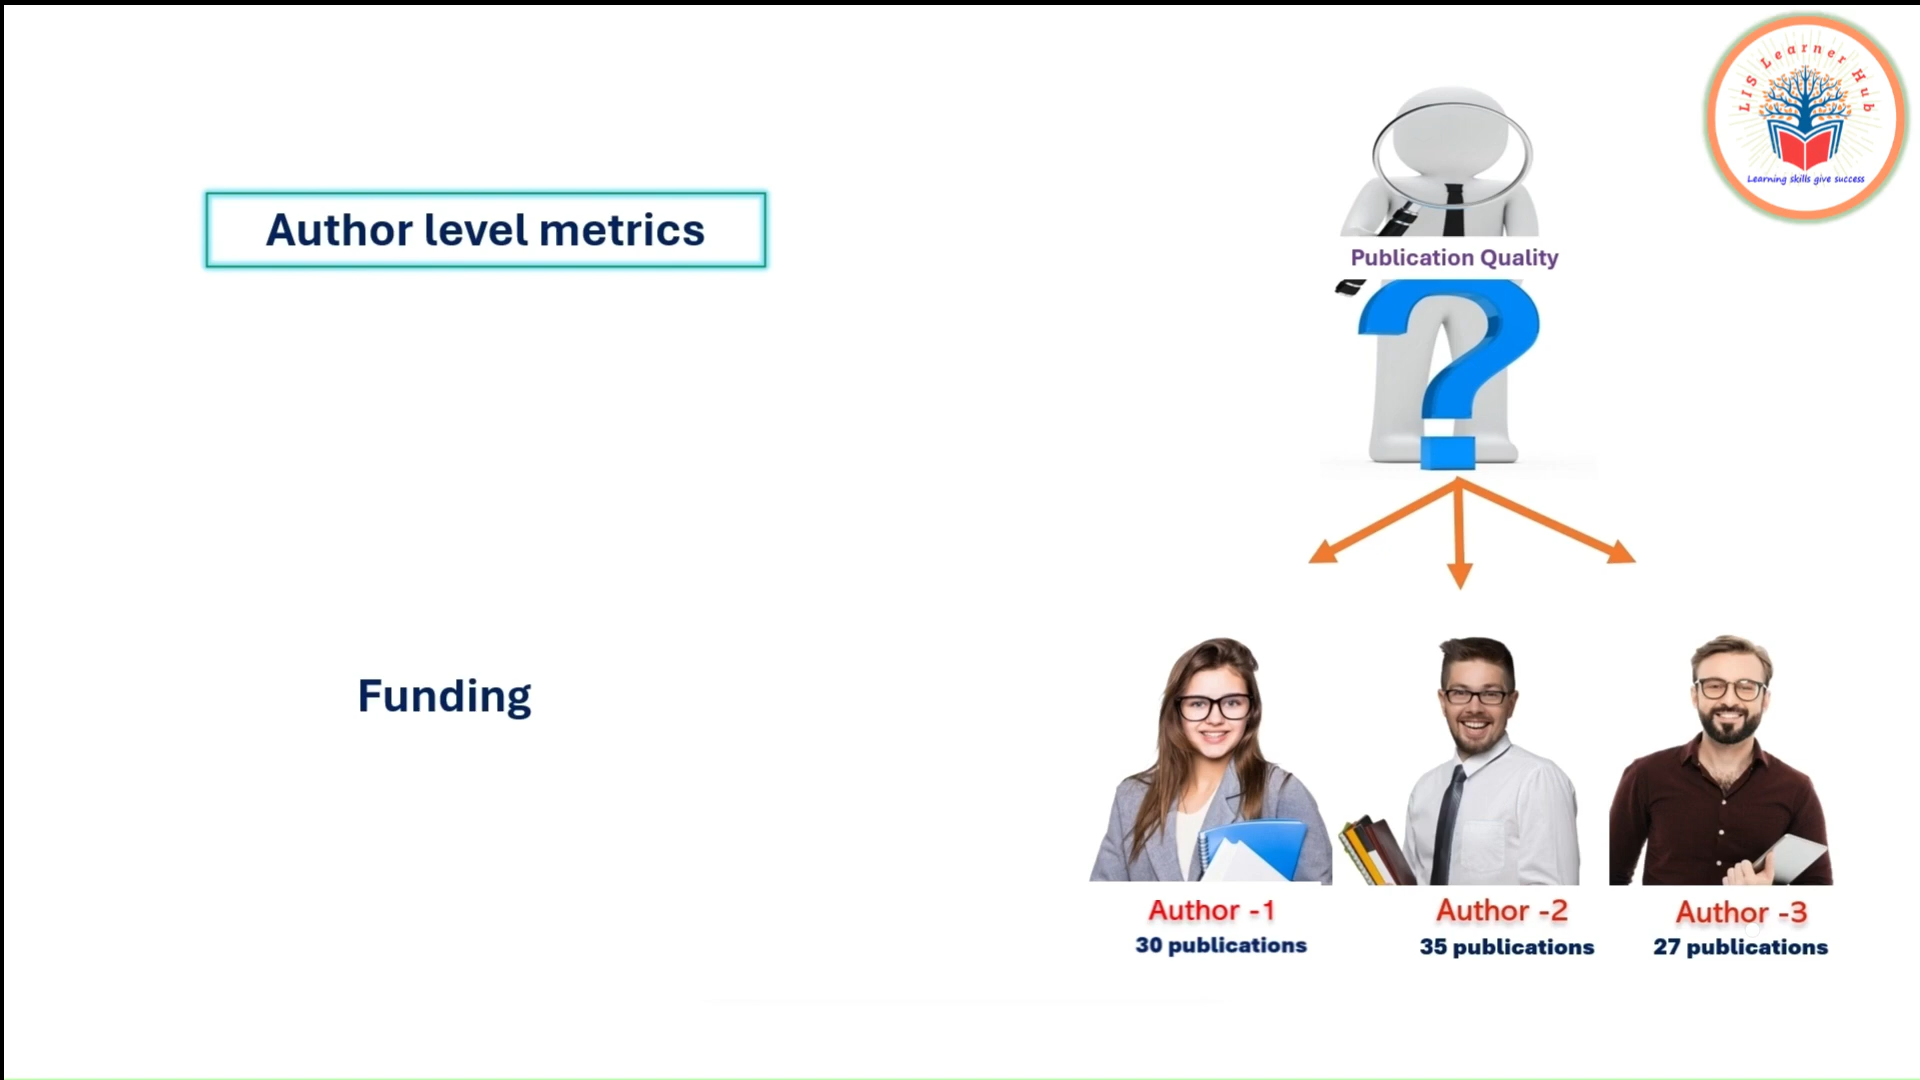 LIS Learner Hub
Learning skills give success
Author level metrics
Publication Quality
?
Funding
Author -1
30 publications
Author -2
35 publications
Author -3
27 publications